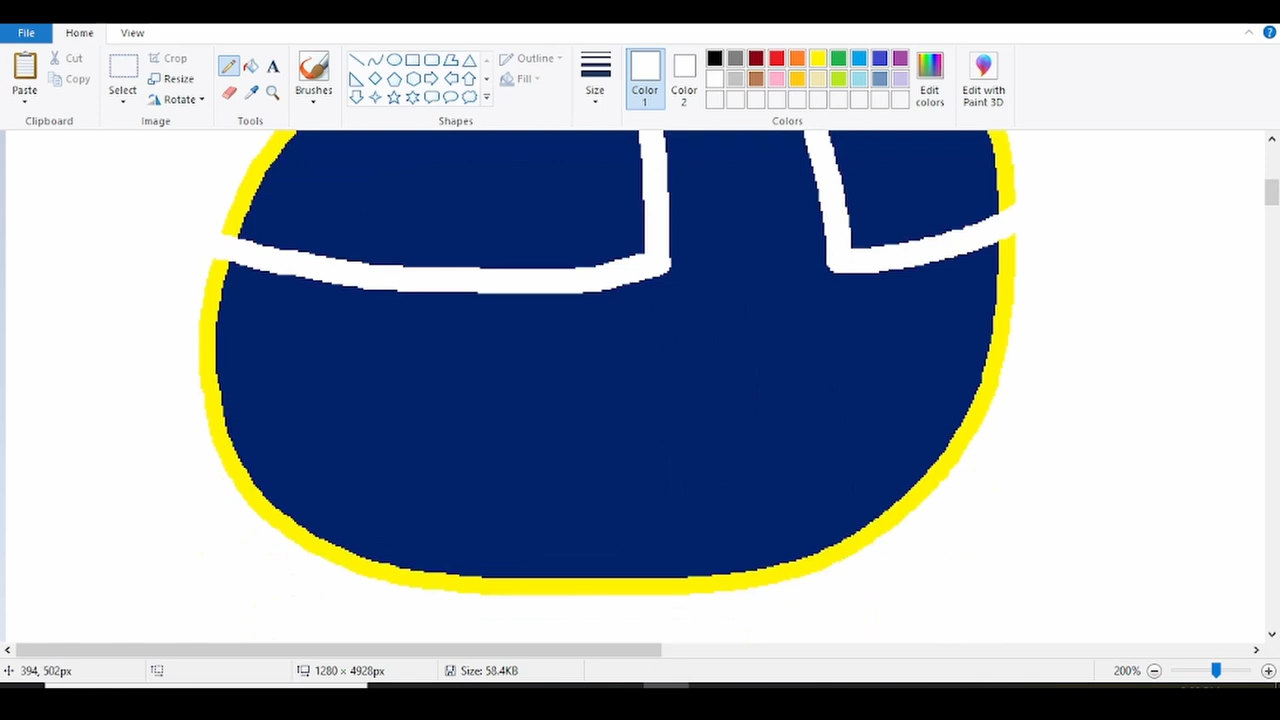 File Home View
Paste
Cut
Copy
Clipboard
Select
Crop
Resize
Rotate
Image
A
Tools
Brushes
Outline
Fill
Shapes
Size
Color
1
Color
2
Edit
colors
Colors
Edit with
Paint 3D
394, 502px
1280 × 4928px
Size: 58.4KB
200%